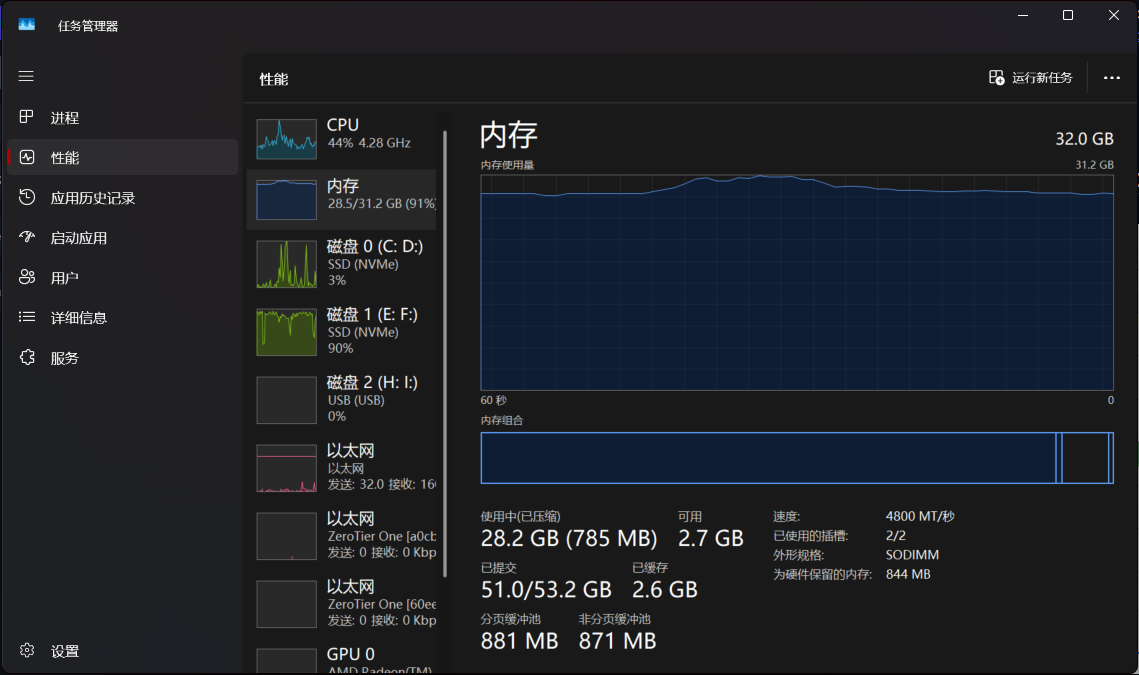 任务管理器
性能
运行新任务
进程
性能
应用历史记录
启动应用
用户
详细信息
服务
设置
CPU
44% 4.28 GHz
内存
28.5/31.2 GB (91%)
磁盘 0 (C: D:)
SSD (NVMe)
3%
磁盘 1 (E: F:)
SSD (NVMe)
90%
磁盘 2 (H: I:)
USB (USB)
0%
以太网
以太网
发送: 32.0 接收: 16
以太网
ZeroTier One [a0cb
发送: 0 接收: 0 Kbp
以太网
ZeroTier One [60ee
发送: 0 接收: 0 Kbp
GPU 0
AMD Radeon(TM)
内存
32.0 GB
内存使用量
31.2 GB
60 秒
0
内存组合
使用中(已压缩)
28.2 GB (785 MB)
可用
2.7 GB
已提交
51.0/53.2 GB
已缓存
2.6 GB
分页缓冲池
881 MB
非分页缓冲池
871 MB
速度:
4800 MT/秒
已使用的插槽:
2/2
外形规格:
SODIMM
为硬件保留的内存:
844 MB